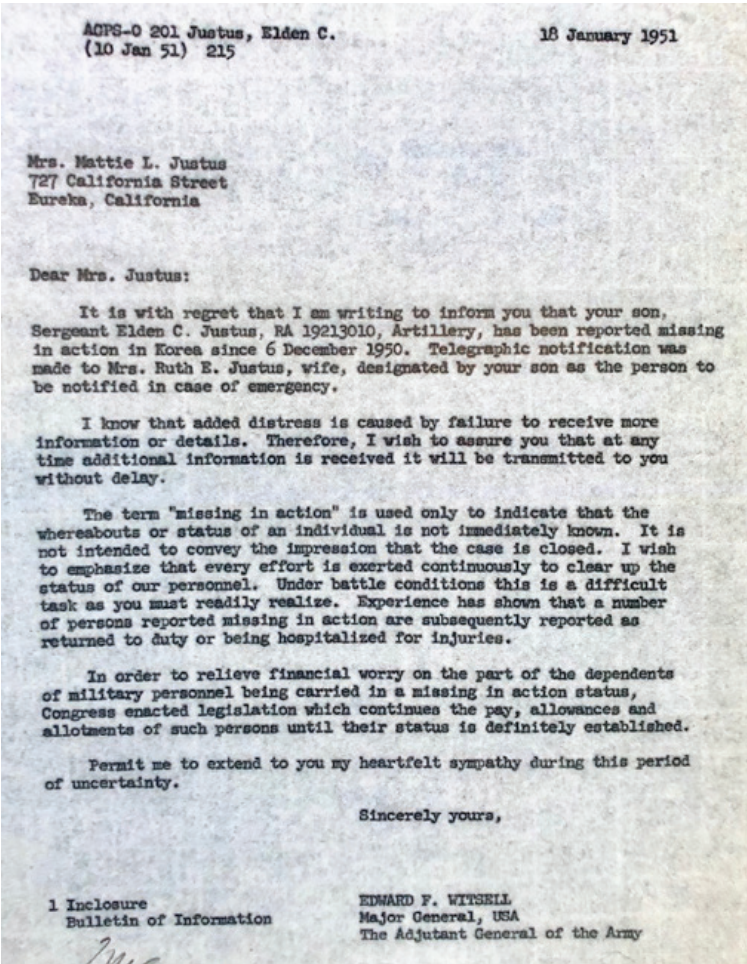 AGPS-O 201 Justus, Elden C.
18 January 1951
(10 Jan 51) 215
Mrs. Mattie L. Justus
727 California Street
Eureka, California
Dear Mrs. Justus:
It is with regret that I am writing to inform you that your son,
Sergeant Elden C. Justus, RA 19213010, Artillery, has been reported missing
in action in Korea since 6 December 1950. Telegraphic notification was
made to Mrs. Ruth E. Justus, wife, designated by your son as the person to
be notified in case of emergency.
I know that added distress is caused by failure to receive more
information or details. Therefore, I wish to assure you that at any
time additional information is received it will be transmitted to you
without delay.
The term "missing in action" is used only to indicate that the
whereabouts or status of an individual is not immediately known. It is
not intended to convey the impression that the case is closed. I wish
to emphasize that every effort is exerted continuously to clear up the
status of our personnel. Under battle conditions this is a difficult
task as you must readily realize. Experience has shown that a number
of persons reported missing in action are subsequently reported as
returned to duty or being hospitalized for injuries.
In order to relieve financial worry on the part of the dependents
of military personnel being carried in a missing in action status,
Congress enacted legislation which continues the pay, allowances and
allotments of such persons until their status is definitely established.
Permit me to extend to you my heartfelt sympathy during this period
of uncertainty.
Sincerely yours,
1 Inclosure
Bulletin of Information
EDWARD F. WITSELL
Major General, USA
The Adjutant General of the Army